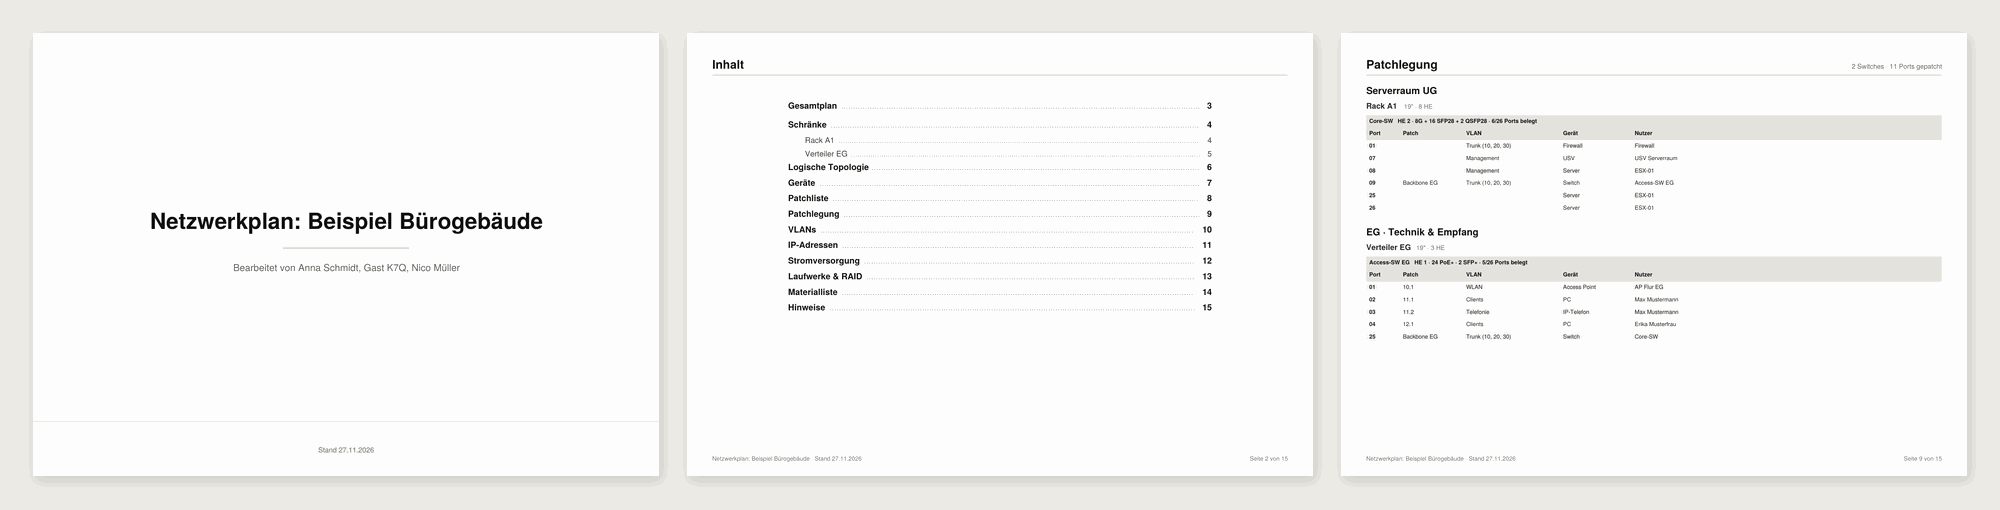 Netzwerkplan: Beispiel Bürogebäude
Bearbeitet von Anna Schmidt, Gast K7Q, Nico Müller
Stand 27.11.2026
Inhalt
Gesamtplan 3
Schränke 4
Rack A1 4
Verteiler EG 5
Logische Topologie 6
Geräte 7
Patchliste 8
Patchlegung 9
VLANs 10
IP-Adressen 11
Stromversorgung 12
Laufwerke & RAID 13
Materialliste 14
Hinweise 15
Netzwerkplan: Beispiel Bürogebäude · Stand 27.11.2026 Seite 2 von 15
Patchlegung 2 Switches · 11 Ports gepatcht
Serverraum UG
Rack A1 19" · 8 HE
Core-SW HE 2 · 8G + 16 SFP28 + 2 QSFP28 · 6/26 Ports belegt
Port Patch VLAN Gerät Nutzer
01 Trunk (10, 20, 30) Firewall Firewall
07 Management USV USV Serverraum
08 Management Server ESX-01
09 Backbone EG Trunk (10, 20, 30) Switch Access-SW EG
25 Server ESX-01
26 Server ESX-01
EG · Technik & Empfang
Verteiler EG 19" · 3 HE
Access-SW EG HE 1 · 24 PoE+ · 2 SFP+ · 5/26 Ports belegt
Port Patch VLAN Gerät Nutzer
01 10.1 WLAN Access Point AP Flur EG
02 11.1 Clients PC Max Mustermann
03 11.2 Telefonie IP-Telefon Max Mustermann
04 12.1 Clients PC Erika Musterfrau
25 Backbone EG Trunk (10, 20, 30) Switch Core-SW
Netzwerkplan: Beispiel Bürogebäude · Stand 27.11.2026 Seite 9 von 15